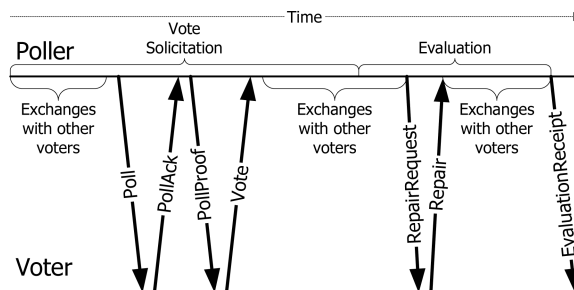 Time
Vote
Solicitation
Poller
Evaluation
Exchanges
with other
voters
Exchanges
with other
voters
Exchanges
with other
voters
Poll
PollAck
PollProof
Vote
RepairRequest
Repair
EvaluationReceipt
Voter